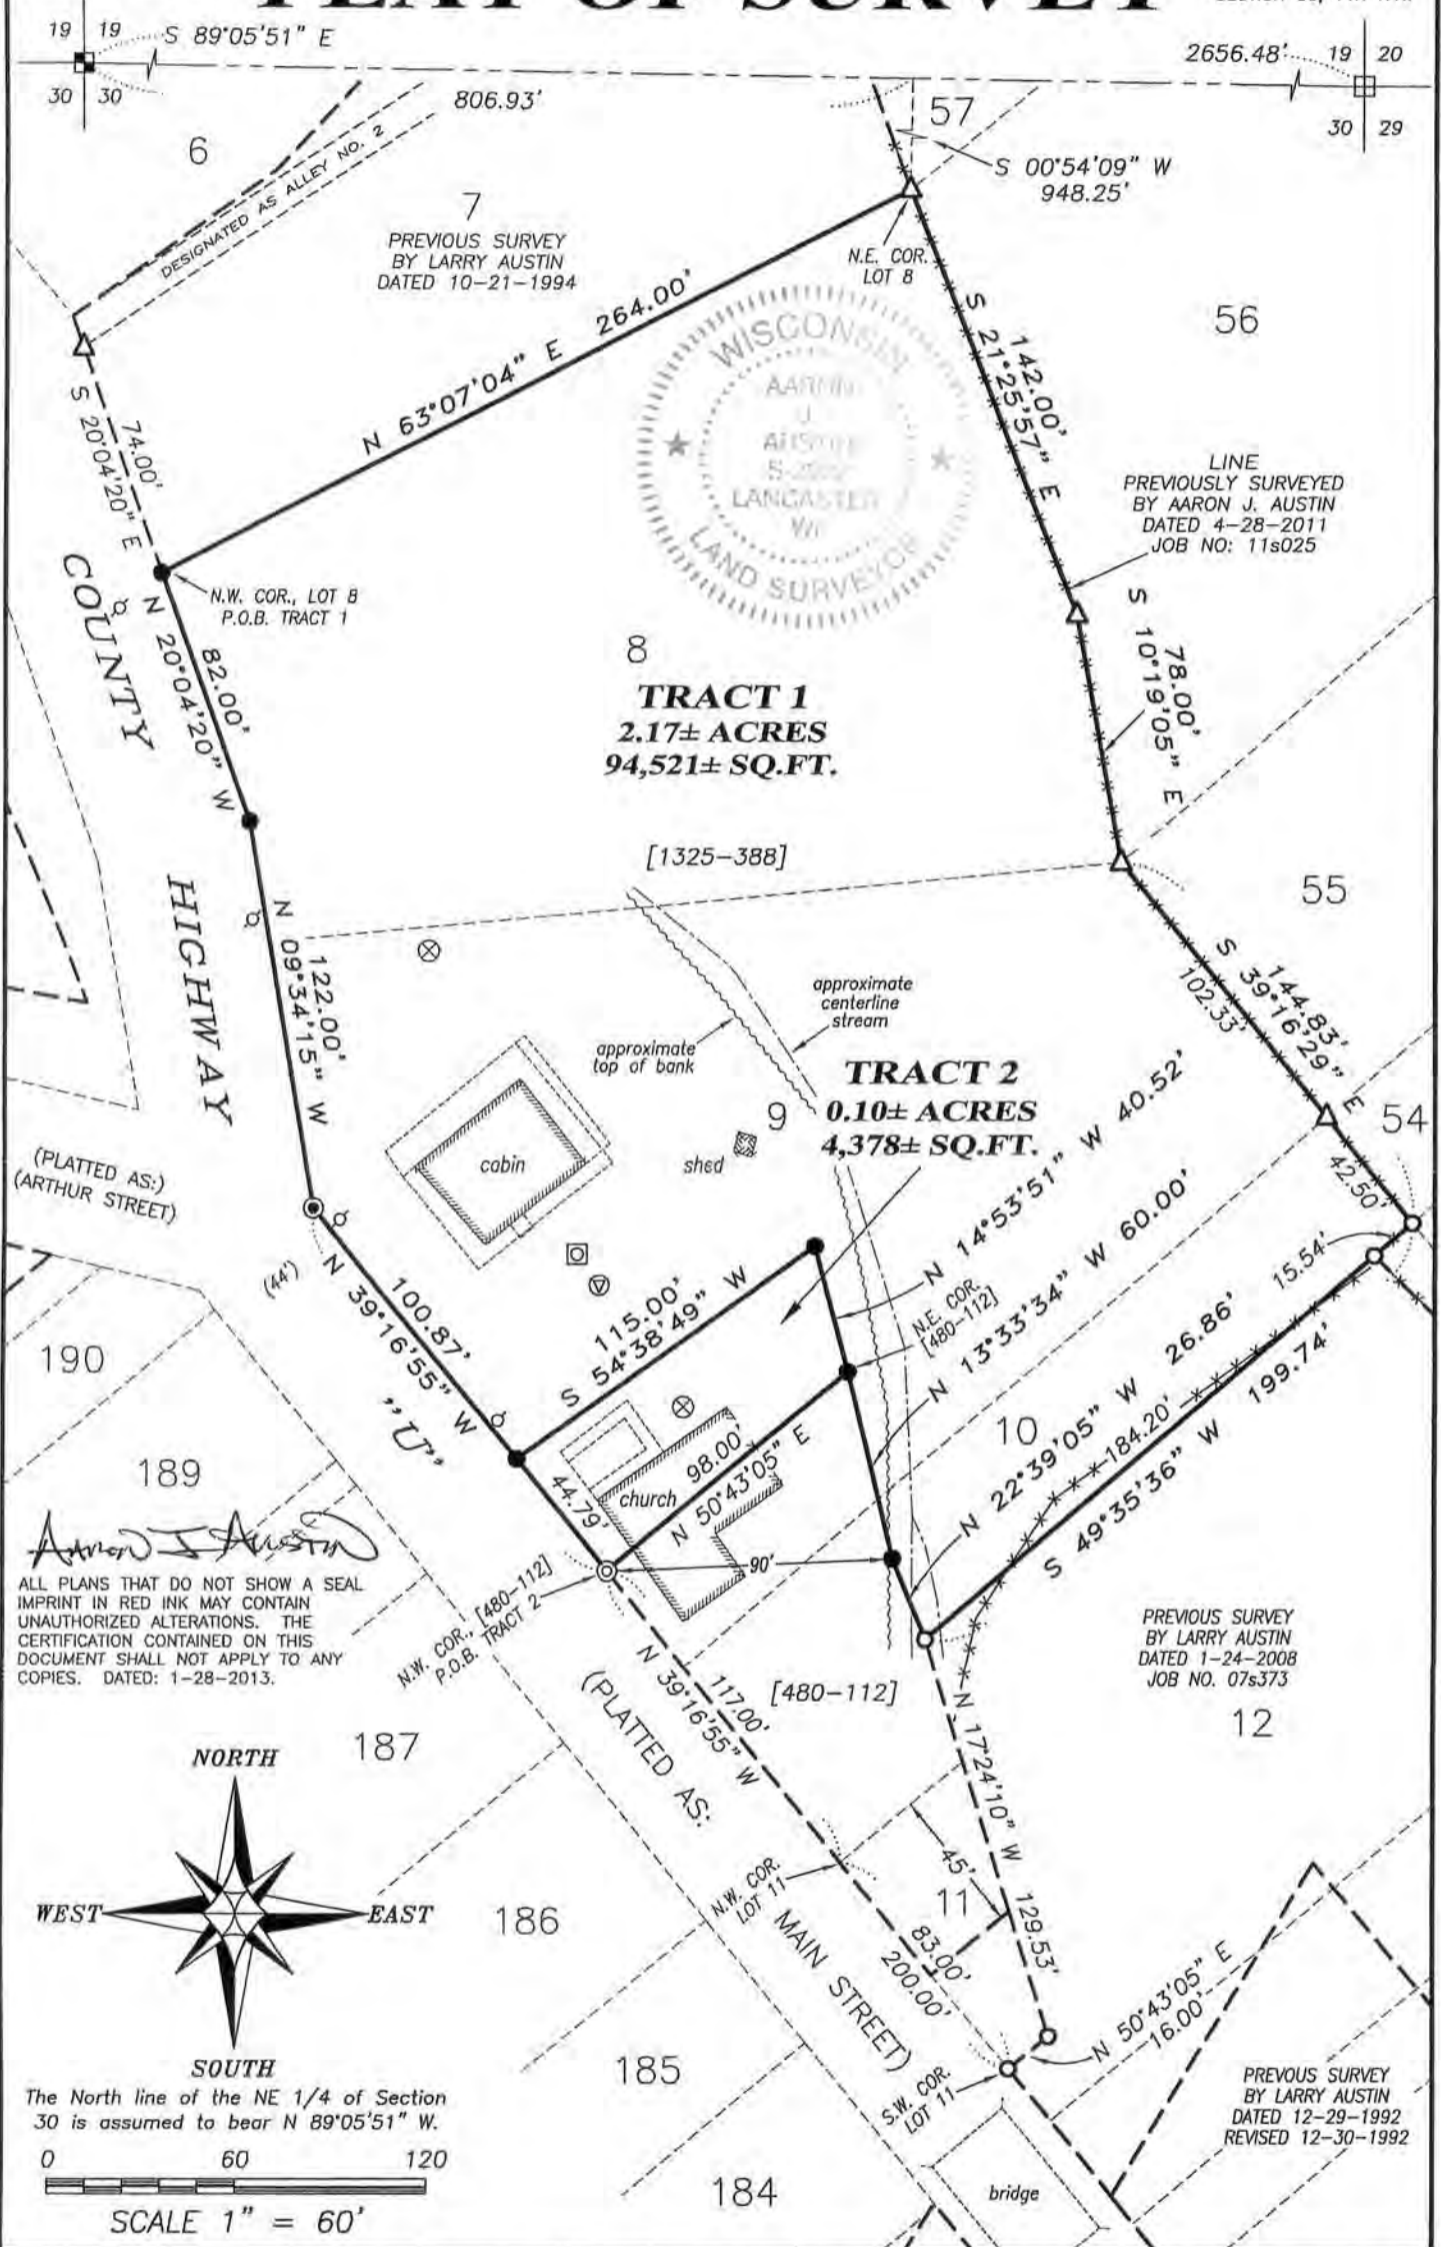 PLAT OF SURVEY
19 19
S 89°05'51" E
2656.48'
19 20
30 30
806.93'
30 29
57
6
S 00°54'09" W
948.25'
DESIGNATED AS ALLEY NO. 2
7
PREVIOUS SURVEY
BY LARRY AUSTIN
DATED 10-21-1994
N.E. COR.
LOT 8
N 63°07'04" E 264.00'
WISCONSIN
AARON
J.
AUSTIN
LANCASTER
WI
LAND SURVEYOR
142.00'
S 21°25'57" E
56
74.00'
S 20°04'20" E
LINE
PREVIOUSLY SURVEYED
BY AARON J. AUSTIN
DATED 4-28-2011
JOB NO: 11s025
N.W. COR., LOT 8
P.O.B. TRACT 1
COUNTY
82.00'
N 20°04'20" W
8
TRACT 1
2.17± ACRES
94,521± SQ.FT.
78.00'
S 10°19'05" E
[1325-388]
55
HIGHWAY
122.00'
N 09°34'15" W
144.83'
S 39°16'29" E
102.33'
approximate
centerline
stream
approximate
top of bank
TRACT 2
0.10± ACRES
4,378± SQ.FT.
9
54
cabin
shed
(PLATTED AS:)
(ARTHUR STREET)
42.50'
N 14°53'51" W 40.52'
N 13°33'34" W 60.00'
15.54'
(44')
100.87'
N 39°16'55" W
115.00'
S 54°38'49" W
N.E. COR.
[480-112]
190
"U"
N 22°39'05" W 26.86'
184.20'
S 49°35'36" W 199.74'
10
189
44.79'
church
98.00'
N 50°43'05" E
90'
Aaron J Austin
ALL PLANS THAT DO NOT SHOW A SEAL
IMPRINT IN RED INK MAY CONTAIN
UNAUTHORIZED ALTERATIONS. THE
CERTIFICATION CONTAINED ON THIS
DOCUMENT SHALL NOT APPLY TO ANY
COPIES. DATED: 1-28-2013.
N.W. COR., [480-112]
P.O.B. TRACT 2
PREVIOUS SURVEY
BY LARRY AUSTIN
DATED 1-24-2008
JOB NO. 07s373
12
[480-112]
117.00'
N 39°16'55" W
N 17°24'10" W 129.53'
187
(PLATTED AS:
MAIN STREET)
NORTH
WEST
EAST
SOUTH
45'
N.W. COR.
LOT 11
11
186
83.00'
200.00'
N 50°43'05" E
16.00'
185
S.W. COR.
LOT 11
PREVOUS SURVEY
BY LARRY AUSTIN
DATED 12-29-1992
REVISED 12-30-1992
The North line of the NE 1/4 of Section
30 is assumed to bear N 89°05'51" W.
0 60 120
SCALE 1" = 60'
184
bridge